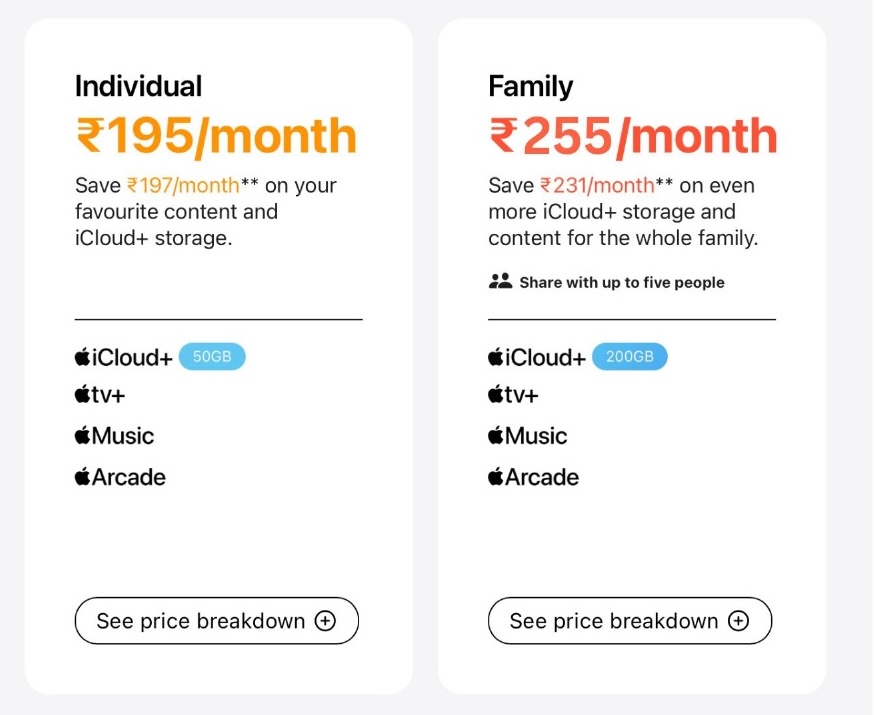 Individual
₹195/month
Save ₹197/month** on your
favourite content and
iCloud+ storage.
iCloud+ 50GB
tv+
Music
Arcade
See price breakdown
Family
₹255/month
Save ₹231/month** on even
more iCloud+ storage and
content for the whole family.
Share with up to five people
iCloud+ 200GB
tv+
Music
Arcade
See price breakdown